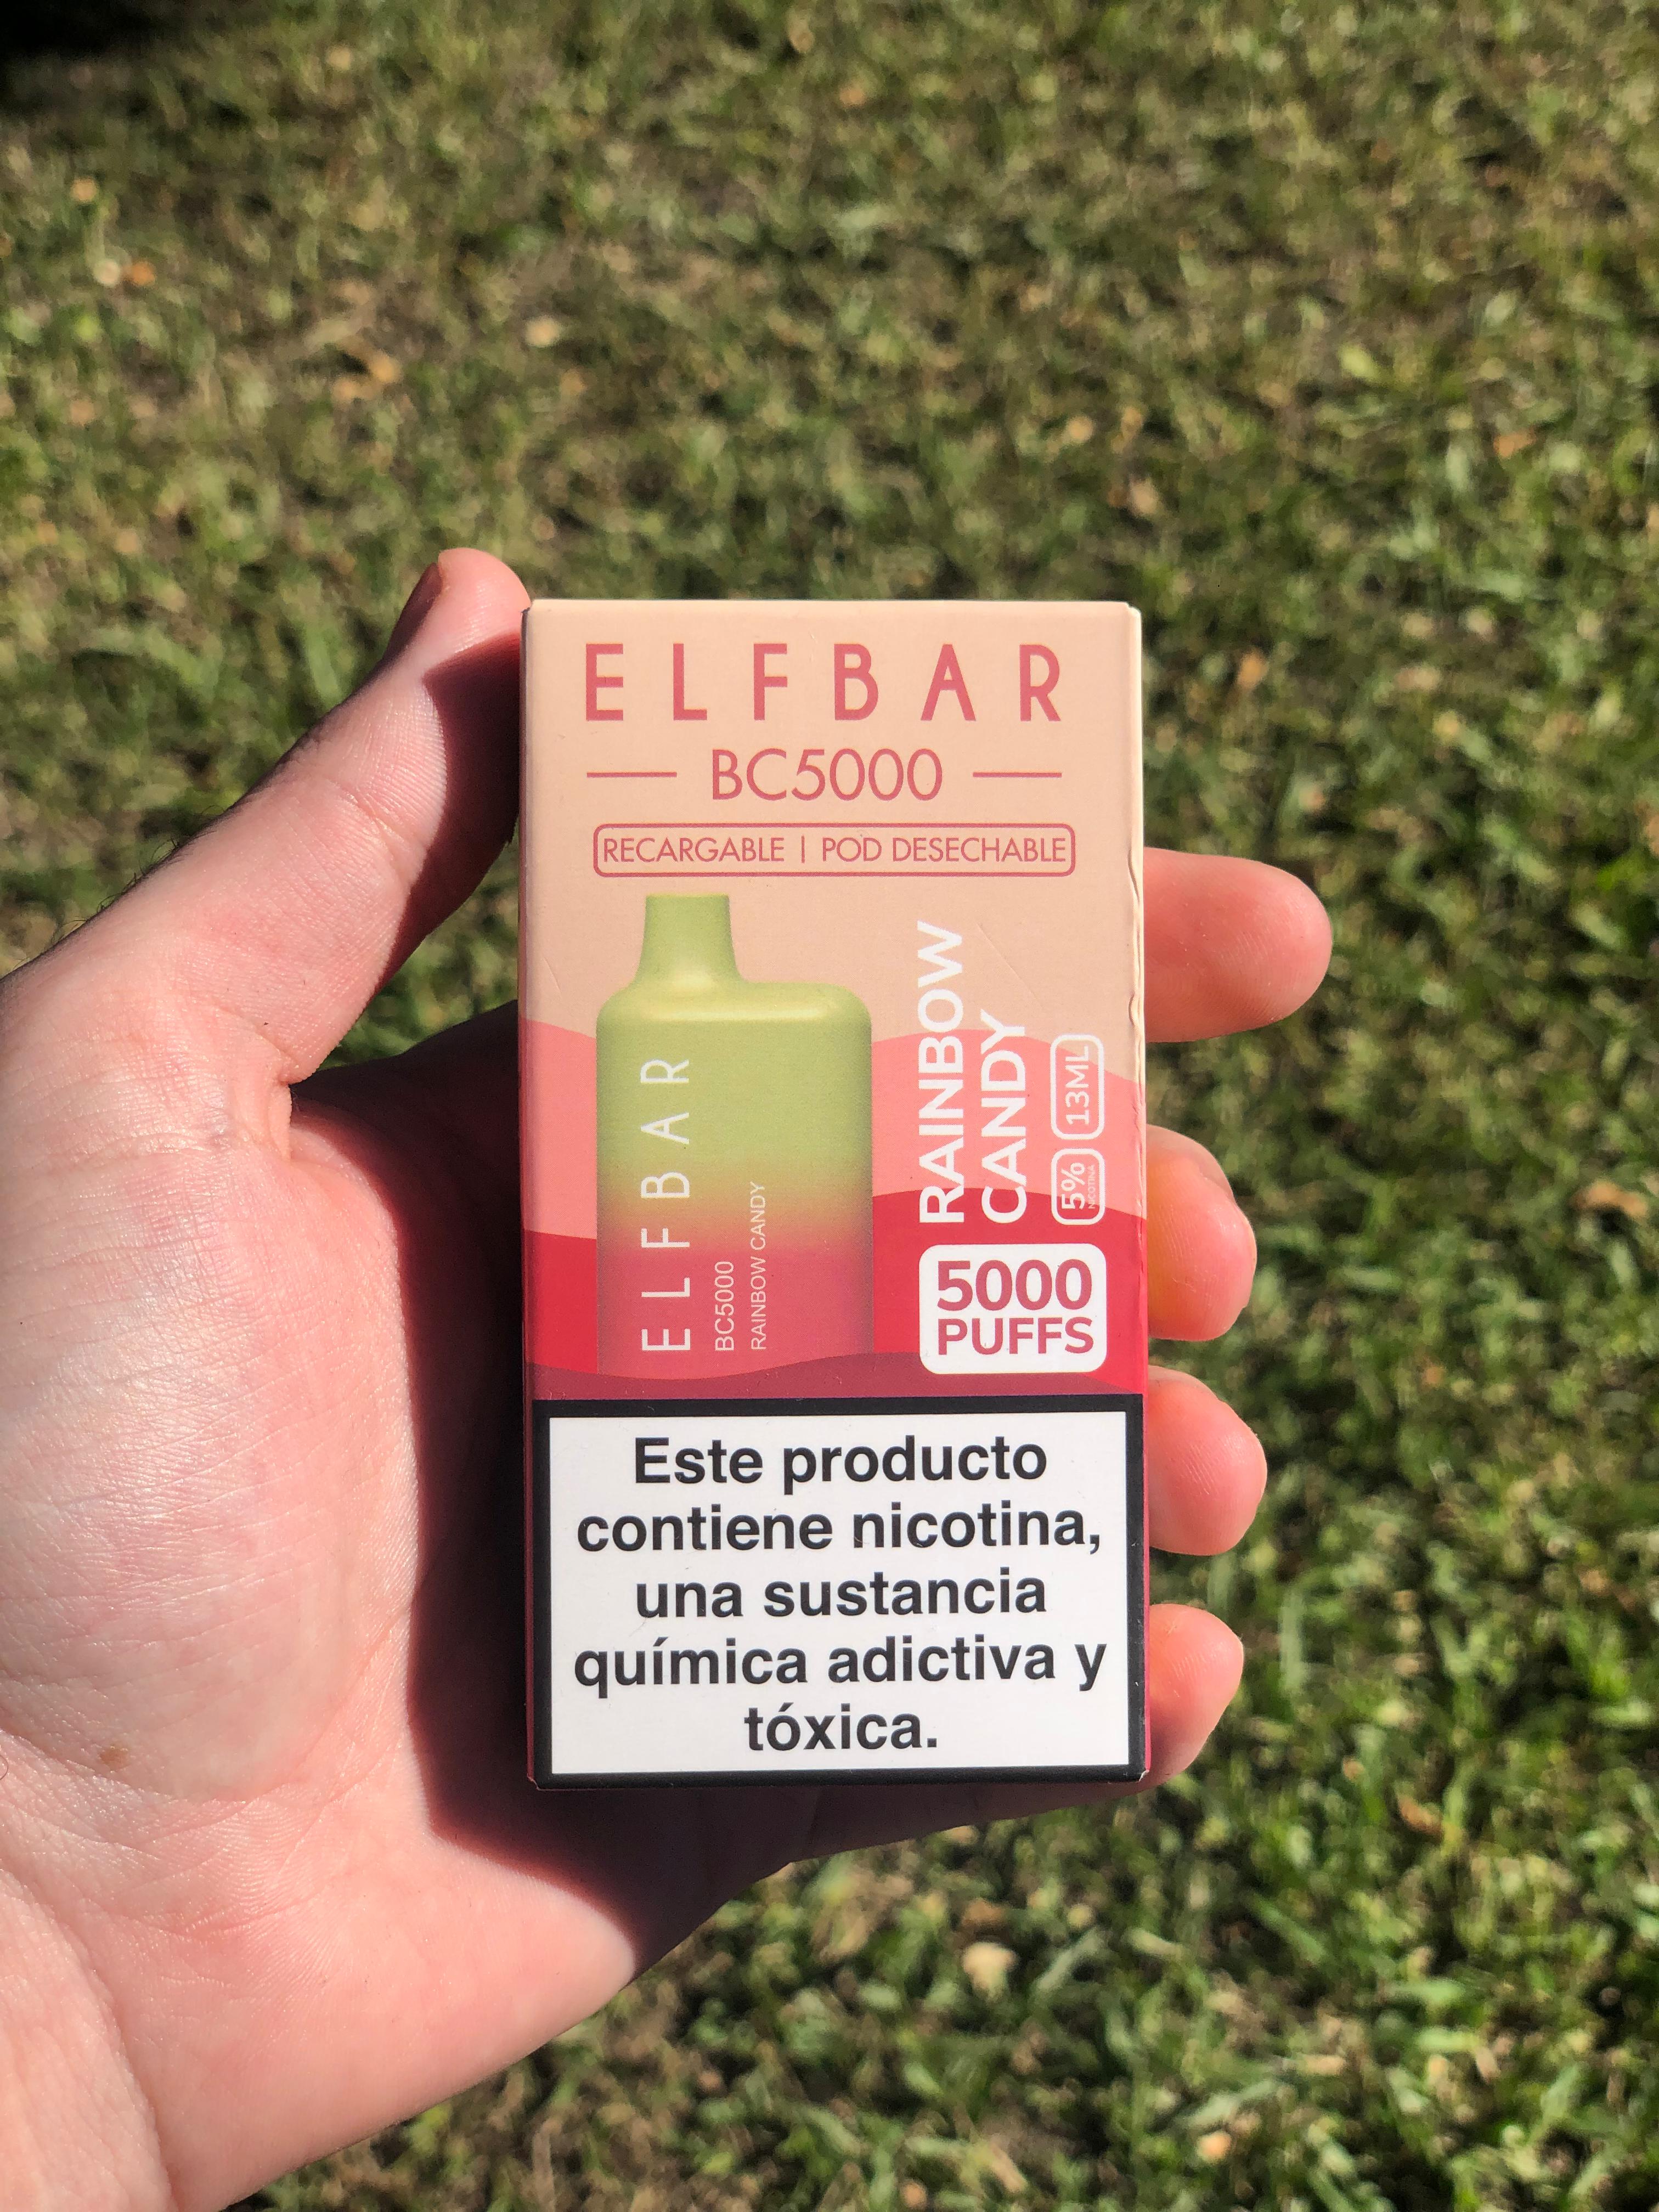 ELFBAR
BC5000
RECARGABLE | POD DESECHABLE
ELFBAR
BC5000
RAINBOW CANDY
RAINBOW
CANDY
5%
NICOTINA
13ML
5000
PUFFS
Este producto
contiene nicotina,
una sustancia
química adictiva y
tóxica.